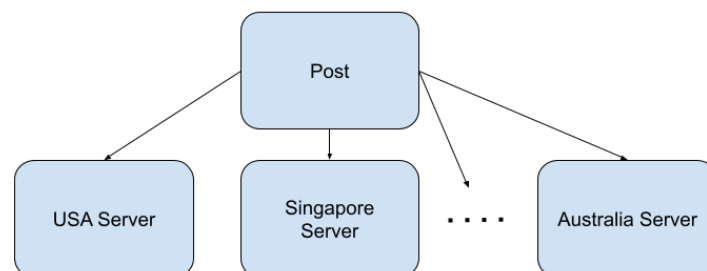 Post
USA Server
Singapore
Server
. . . .
Australia Server